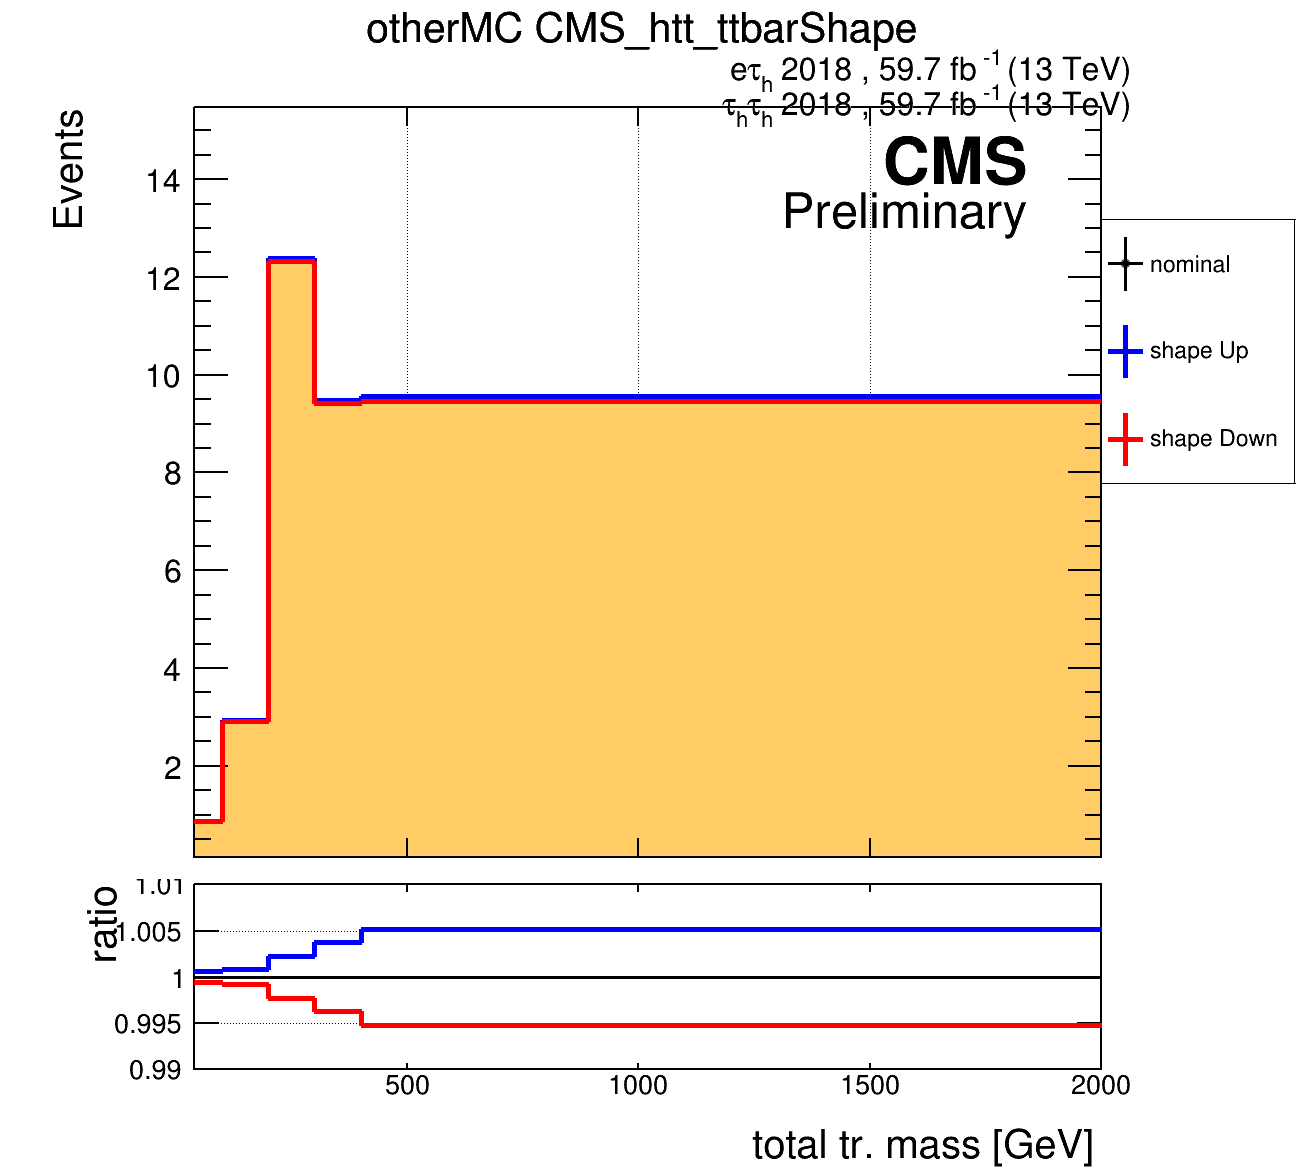 otherMC CMS_htt_ttbarShape
eτh 2018 , 59.7 fb-1 (13 TeV)
τhτh 2018 , 59.7 fb-1 (13 TeV)
CMS
Preliminary
Events
14
12
10
8
6
4
2
nominal
shape Up
shape Down
ratio
1.01
1.005
1
0.995
0.99
500 1000 1500 2000
total tr. mass [GeV]